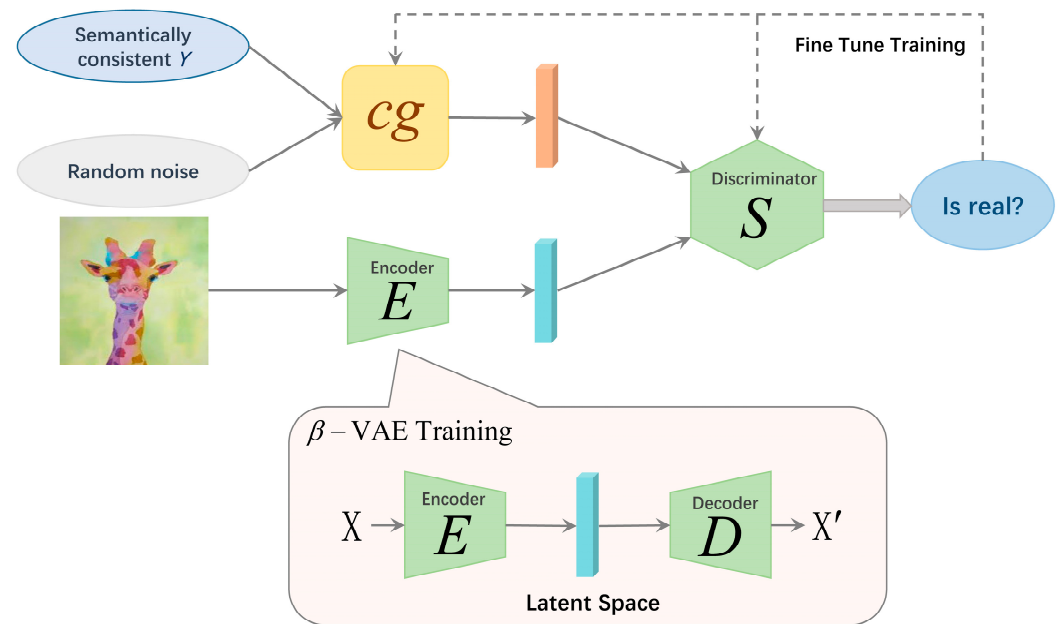 Semantically
consistent Y
Fine Tune Training
cg
Random noise
Discriminator
S
Is real?
Encoder
E
β – VAE Training
Encoder
E
Decoder
D
X
X′
Latent Space